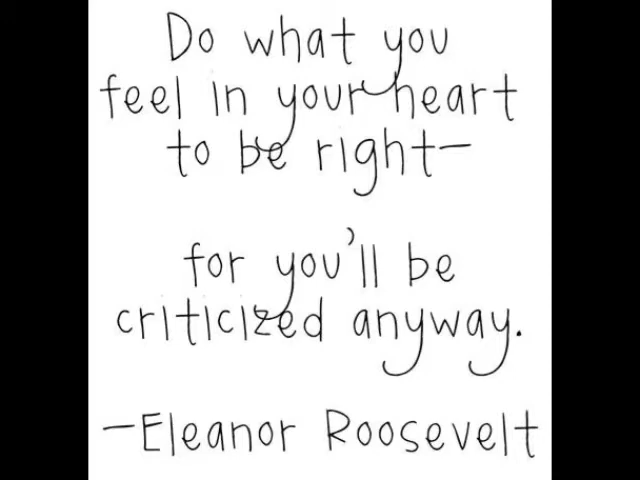 Do what you
feel in your heart
to be right—
for you'll be
criticized anyway.
—Eleanor Roosevelt